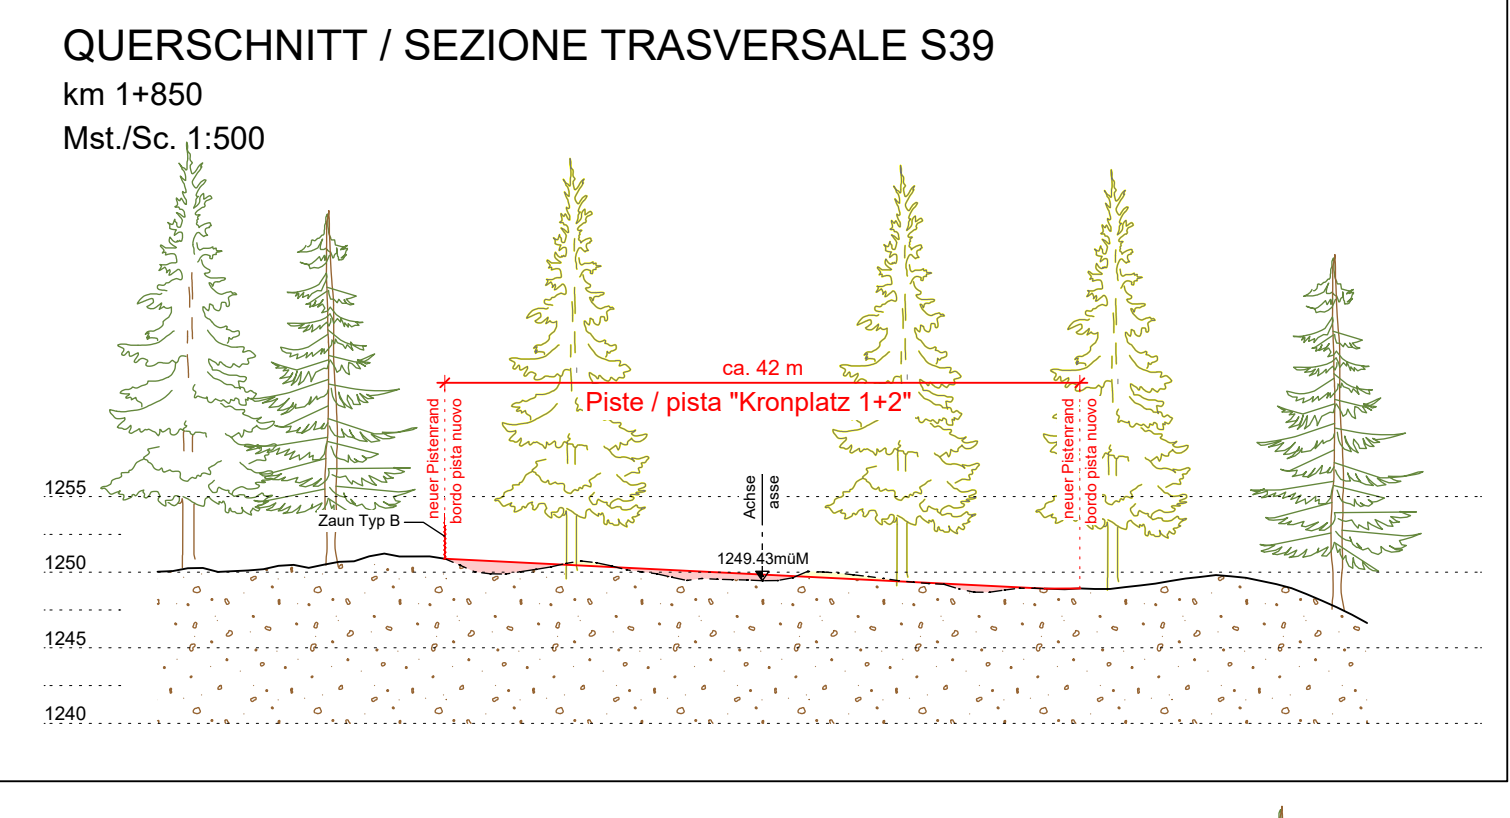 QUERSCHNITT / SEZIONE TRASVERSALE S39
km 1+850
Mst./Sc. 1:500
ca. 42 m
Piste / pista "Kronplatz 1+2"
neuer Pistenrand
bordo pista nuovo
Achse
asse
neuer Pistenrand
bordo pista nuovo
1255
Zaun Typ B
1249.43müM
1250
1245
1240